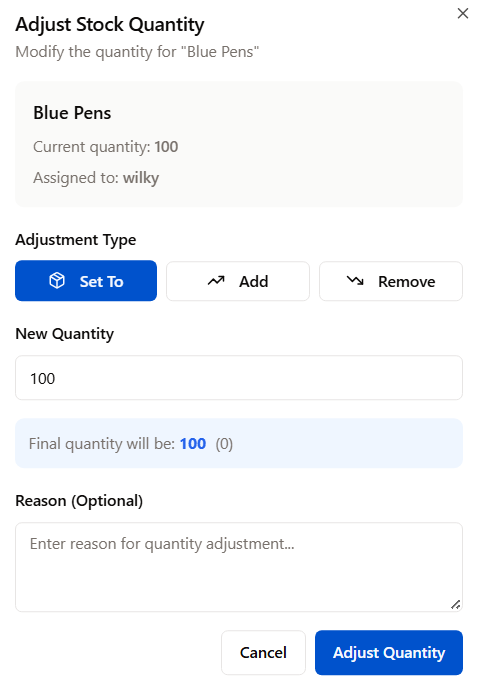 Adjust Stock Quantity
Modify the quantity for "Blue Pens"
Blue Pens
Current quantity: 100
Assigned to: wilky
Adjustment Type
Set To
Add
Remove
New Quantity
100
Final quantity will be: 100 (0)
Reason (Optional)
Enter reason for quantity adjustment...
Cancel
Adjust Quantity